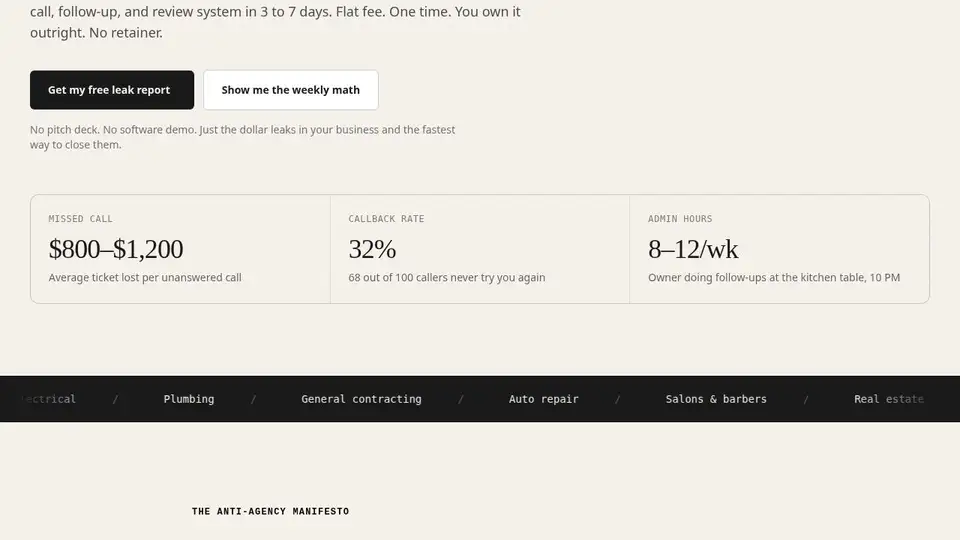 call, follow-up, and review system in 3 to 7 days. Flat fee. One time. You own it
outright. No retainer.
Get my free leak report
Show me the weekly math
No pitch deck. No software demo. Just the dollar leaks in your business and the fastest
way to close them.
MISSED CALL
$800–$1,200
Average ticket lost per unanswered call
CALLBACK RATE
32%
68 out of 100 callers never try you again
ADMIN HOURS
8–12/wk
Owner doing follow-ups at the kitchen table, 10 PM
ectrical / Plumbing / General contracting / Auto repair / Salons & barbers / Real estate
THE ANTI-AGENCY MANIFESTO